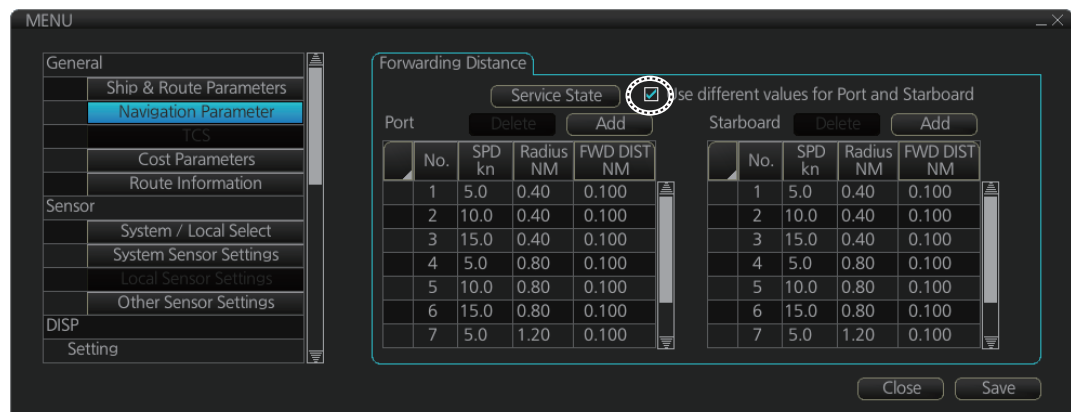 MENU
General
Ship & Route Parameters
Navigation Parameter
TCS
Cost Parameters
Route Information
Sensor
System / Local Select
System Sensor Settings
Local Sensor Settings
Other Sensor Settings
DISP
Setting
Forwarding Distance
Service State Use different values for Port and Starboard
Port Delete Add
No. SPD kn Radius NM FWD DIST NM
1 5.0 0.40 0.100
2 10.0 0.40 0.100
3 15.0 0.40 0.100
4 5.0 0.80 0.100
5 10.0 0.80 0.100
6 15.0 0.80 0.100
7 5.0 1.20 0.100
Starboard Delete Add
No. SPD kn Radius NM FWD DIST NM
1 5.0 0.40 0.100
2 10.0 0.40 0.100
3 15.0 0.40 0.100
4 5.0 0.80 0.100
5 10.0 0.80 0.100
6 15.0 0.80 0.100
7 5.0 1.20 0.100
Close Save